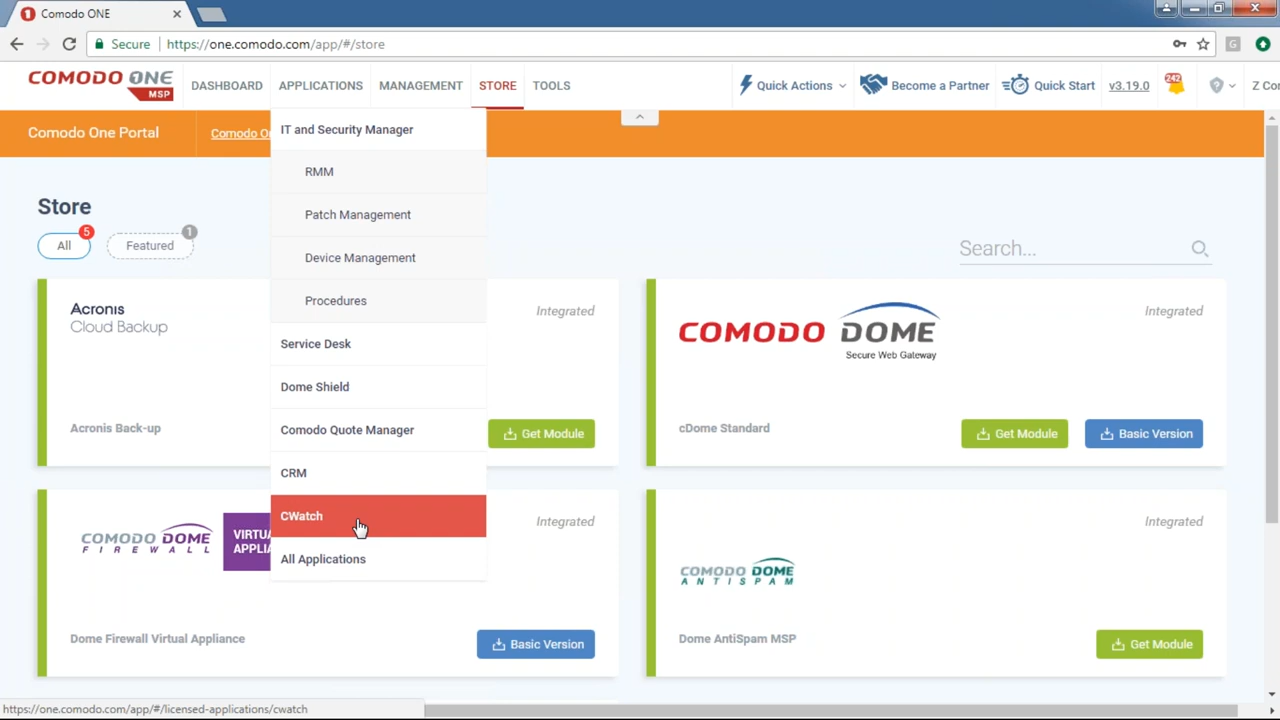 Comodo ONE
Secure
https://one.comodo.com/app/#/store
G
COMODO ONE
MSP
DASHBOARD
APPLICATIONS
MANAGEMENT
STORE
TOOLS
Quick Actions
Become a Partner
Quick Start
v3.19.0
242
?
Z Co
Comodo One Portal
Comodo O
IT and Security Manager
RMM
Patch Management
Device Management
Procedures
Service Desk
Dome Shield
Comodo Quote Manager
CRM
CWatch
All Applications
Store
All
5
Featured
1
Search...
Acronis
Cloud Backup
Integrated
Acronis Back-up
Get Module
COMODO DOME
Secure Web Gateway
Integrated
cDome Standard
Get Module
Basic Version
COMODO DOME
FIREWALL
VIRTUA
APPLI
Integrated
Dome Firewall Virtual Appliance
Basic Version
COMODO DOME
ANTISPAM
Integrated
Dome AntiSpam MSP
Get Module
https://one.comodo.com/app/#/licensed-applications/cwatch